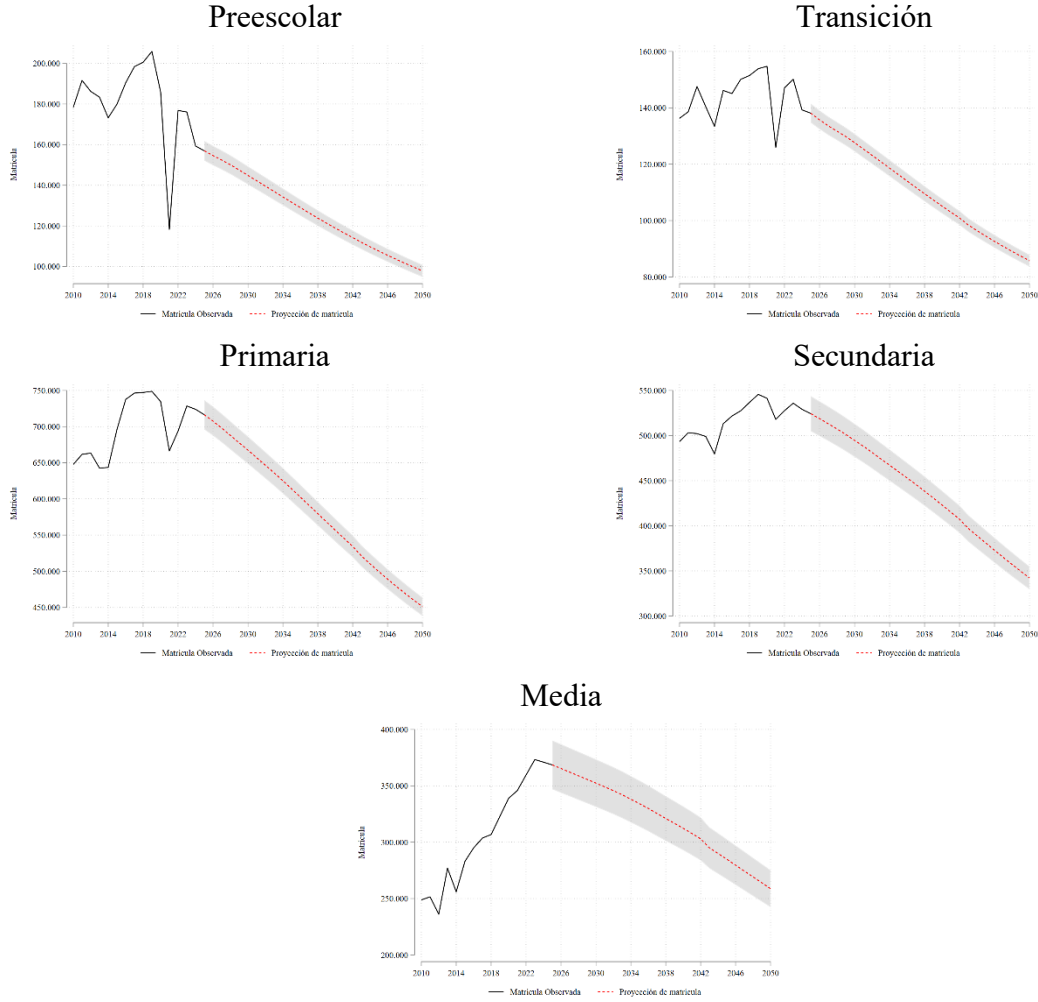 Preescolar
Transición
200.000
180.000
160.000
140.000
120.000
100.000
Matrícula
2010 2014 2018 2022 2026 2030 2034 2038 2042 2046 2050
Matrícula Observada Proyección de matrícula
160.000
140.000
120.000
100.000
80.000
Matrícula
2010 2014 2018 2022 2026 2030 2034 2038 2042 2046 2050
Matrícula Observada Proyección de matrícula
Primaria
Secundaria
750.000
700.000
650.000
600.000
550.000
500.000
450.000
Matrícula
2010 2014 2018 2022 2026 2030 2034 2038 2042 2046 2050
Matrícula Observada Proyección de matrícula
550.000
500.000
450.000
400.000
350.000
300.000
Matrícula
2010 2014 2018 2022 2026 2030 2034 2038 2042 2046 2050
Matrícula Observada Proyección de matrícula
Media
400.000
350.000
300.000
250.000
200.000
Matrícula
2010 2014 2018 2022 2026 2030 2034 2038 2042 2046 2050
Matrícula Observada Proyección de matrícula